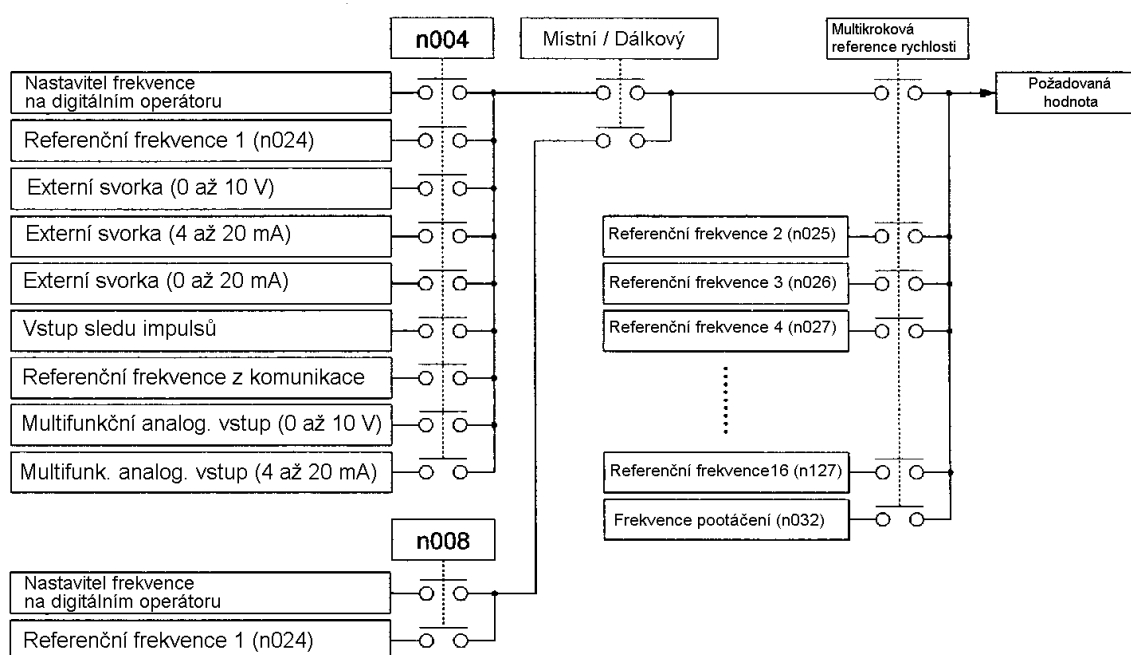 n004
Místní / Dálkový
Multikroková
reference rychlosti
Nastavitel frekvence
na digitálním operátoru
Požadovaná
hodnota
Referenční frekvence 1 (n024)
Externí svorka (0 až 10 V)
Externí svorka (4 až 20 mA)
Externí svorka (0 až 20 mA)
Vstup sledu impulsů
Referenční frekvence z komunikace
Multifunkční analog. vstup (0 až 10 V)
Multifunk. analog. vstup (4 až 20 mA)
Referenční frekvence 2 (n025)
Referenční frekvence 3 (n026)
Referenční frekvence 4 (n027)
Referenční frekvence16 (n127)
Frekvence pootáčení (n032)
n008
Nastavitel frekvence
na digitálním operátoru
Referenční frekvence 1 (n024)